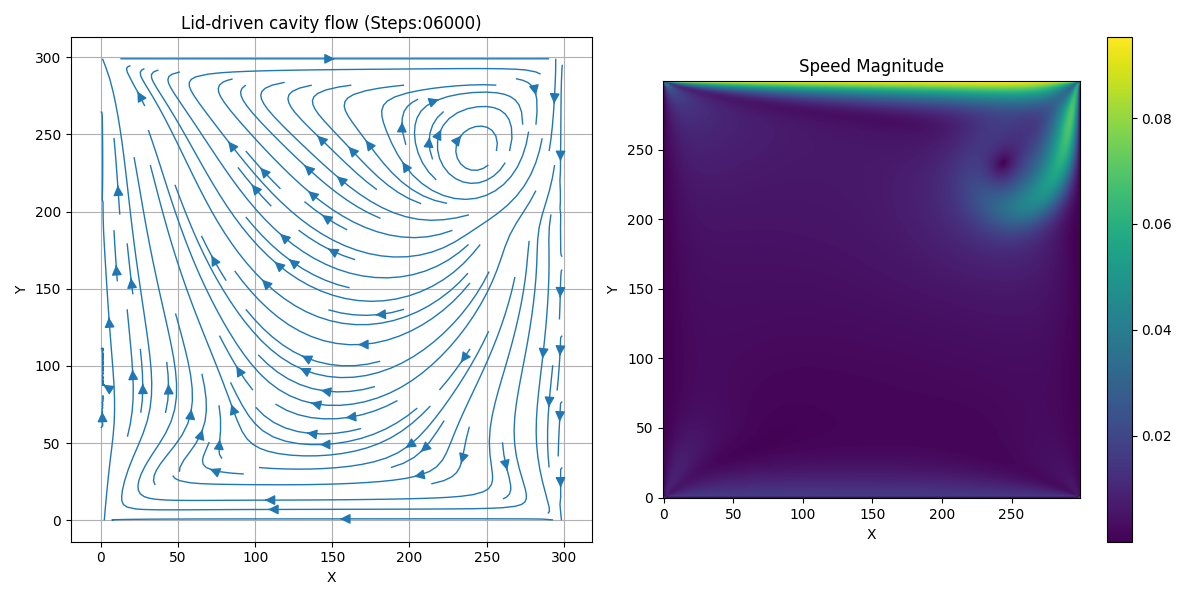 Lid-driven cavity flow (Steps:06000)
300
250
200
150
100
50
0
Y
0 50 100 150 200 250 300
X
Speed Magnitude
250
200
150
100
50
0
Y
0 50 100 150 200 250
X
0.08
0.06
0.04
0.02